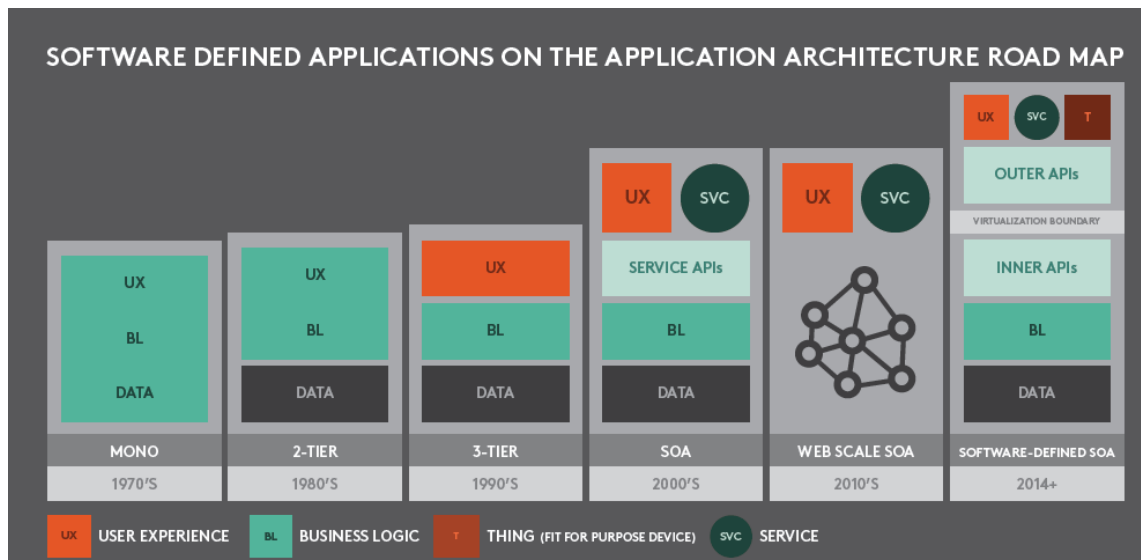 SOFTWARE DEFINED APPLICATIONS ON THE APPLICATION ARCHITECTURE ROAD MAP
UX
BL
DATA
MONO
1970'S
UX
BL
DATA
2-TIER
1980'S
UX
BL
DATA
3-TIER
1990'S
UX SVC
SERVICE APIs
BL
DATA
SOA
2000'S
UX SVC
WEB SCALE SOA
2010'S
UX SVC T
OUTER APIs
VIRTUALIZATION BOUNDARY
INNER APIs
BL
DATA
SOFTWARE-DEFINED SOA
2014+
UX USER EXPERIENCE
BL BUSINESS LOGIC
T THING (FIT FOR PURPOSE DEVICE)
SVC SERVICE